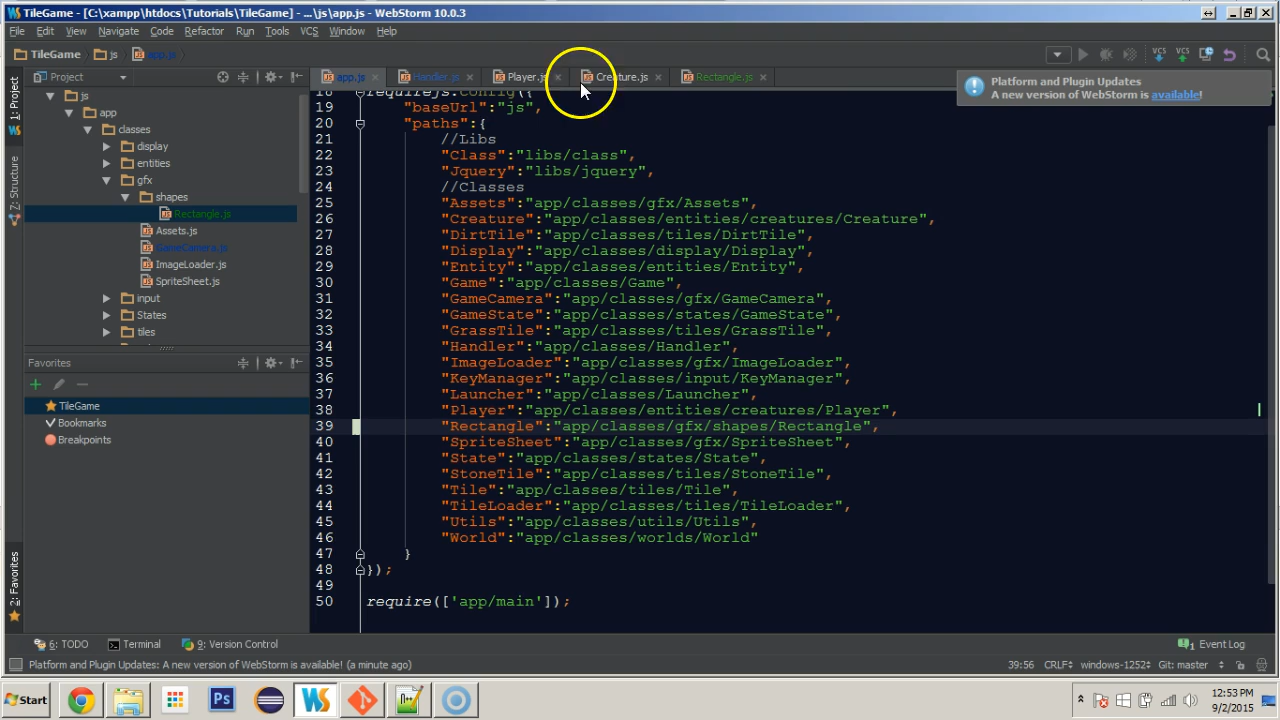 TileGame - [C:\xampp\htdocs\Tutorials\TileGame] - ...\js\app.js - WebStorm 10.0.3
File Edit View Navigate Code Refactor Run Tools VCS Window Help
TileGame js app.js
Project
app.js Handler.js Player.js Creature.js Rectangle.js
Platform and Plugin Updates
A new version of WebStorm is available!
1: Project
Z: Structure
2: Favorites
js
app
classes
display
entities
gfx
shapes
Rectangle.js
Assets.js
GameCamera.js
ImageLoader.js
SpriteSheet.js
input
States
tiles
Favorites
TileGame
Bookmarks
Breakpoints
18 requirejs.config({
19 "baseUrl":"js",
20 "paths":{
21 //Libs
22 "Class":"libs/class",
23 "Jquery":"libs/jquery",
24 //Classes
25 "Assets":"app/classes/gfx/Assets",
26 "Creature":"app/classes/entities/creatures/Creature",
27 "DirtTile":"app/classes/tiles/DirtTile",
28 "Display":"app/classes/display/Display",
29 "Entity":"app/classes/entities/Entity",
30 "Game":"app/classes/Game",
31 "GameCamera":"app/classes/gfx/GameCamera",
32 "GameState":"app/classes/states/GameState",
33 "GrassTile":"app/classes/tiles/GrassTile",
34 "Handler":"app/classes/Handler",
35 "ImageLoader":"app/classes/gfx/ImageLoader",
36 "KeyManager":"app/classes/input/KeyManager",
37 "Launcher":"app/classes/Launcher",
38 "Player":"app/classes/entities/creatures/Player",
39 "Rectangle":"app/classes/gfx/shapes/Rectangle",
40 "SpriteSheet":"app/classes/gfx/SpriteSheet",
41 "State":"app/classes/states/State",
42 "StoneTile":"app/classes/tiles/StoneTile",
43 "Tile":"app/classes/tiles/Tile",
44 "TileLoader":"app/classes/tiles/TileLoader",
45 "Utils":"app/classes/utils/Utils",
46 "World":"app/classes/worlds/World"
47 }
48 });
49
50 require(['app/main']);
6: TODO Terminal 9: Version Control Event Log
Platform and Plugin Updates: A new version of WebStorm is available! (a minute ago) 39:56 CRLF windows-1252 Git: master
Start Ps WS 12:53 PM
9/2/2015